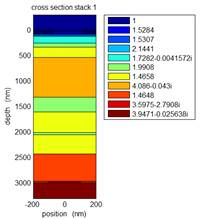 cross section stack 1
0
500
1000
1500
2000
2500
3000
-200
0
200
depth (nm)
position (nm)
1
1.5284
1.5307
2.1441
1.7282-0.0041572i
1.9908
1.4658
4.086-0.043i
1.4648
3.5975-2.7908i
3.9471-0.025638i